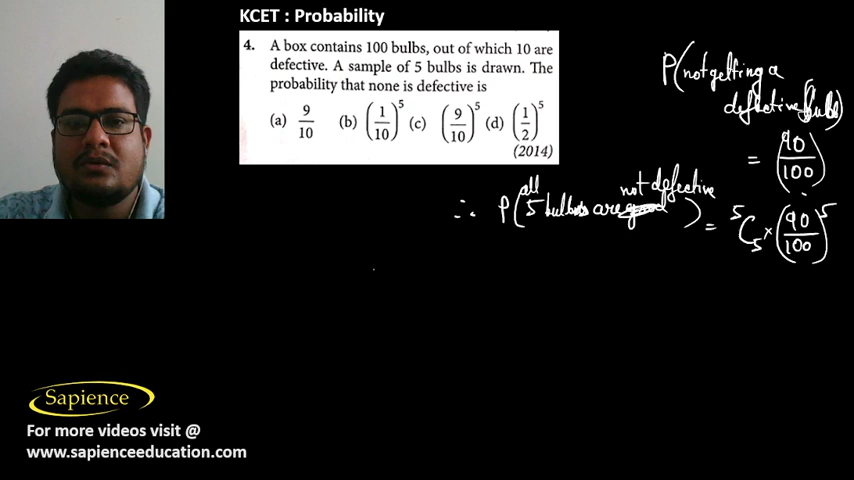 KCET : Probability
4. A box contains 100 bulbs, out of which 10 are
defective. A sample of 5 bulbs is drawn. The
probability that none is defective is
(a) 9/10 (b) (1/10)^5 (c) (9/10)^5 (d) (1/2)^5
(2014)
P(not getting a
defective bulb)
= (90/100)
∴ P(all 5 bulbs are not defective) = ⁵C₅ × (90/100)^5
Sapience
For more videos visit @
www.sapienceeducation.com